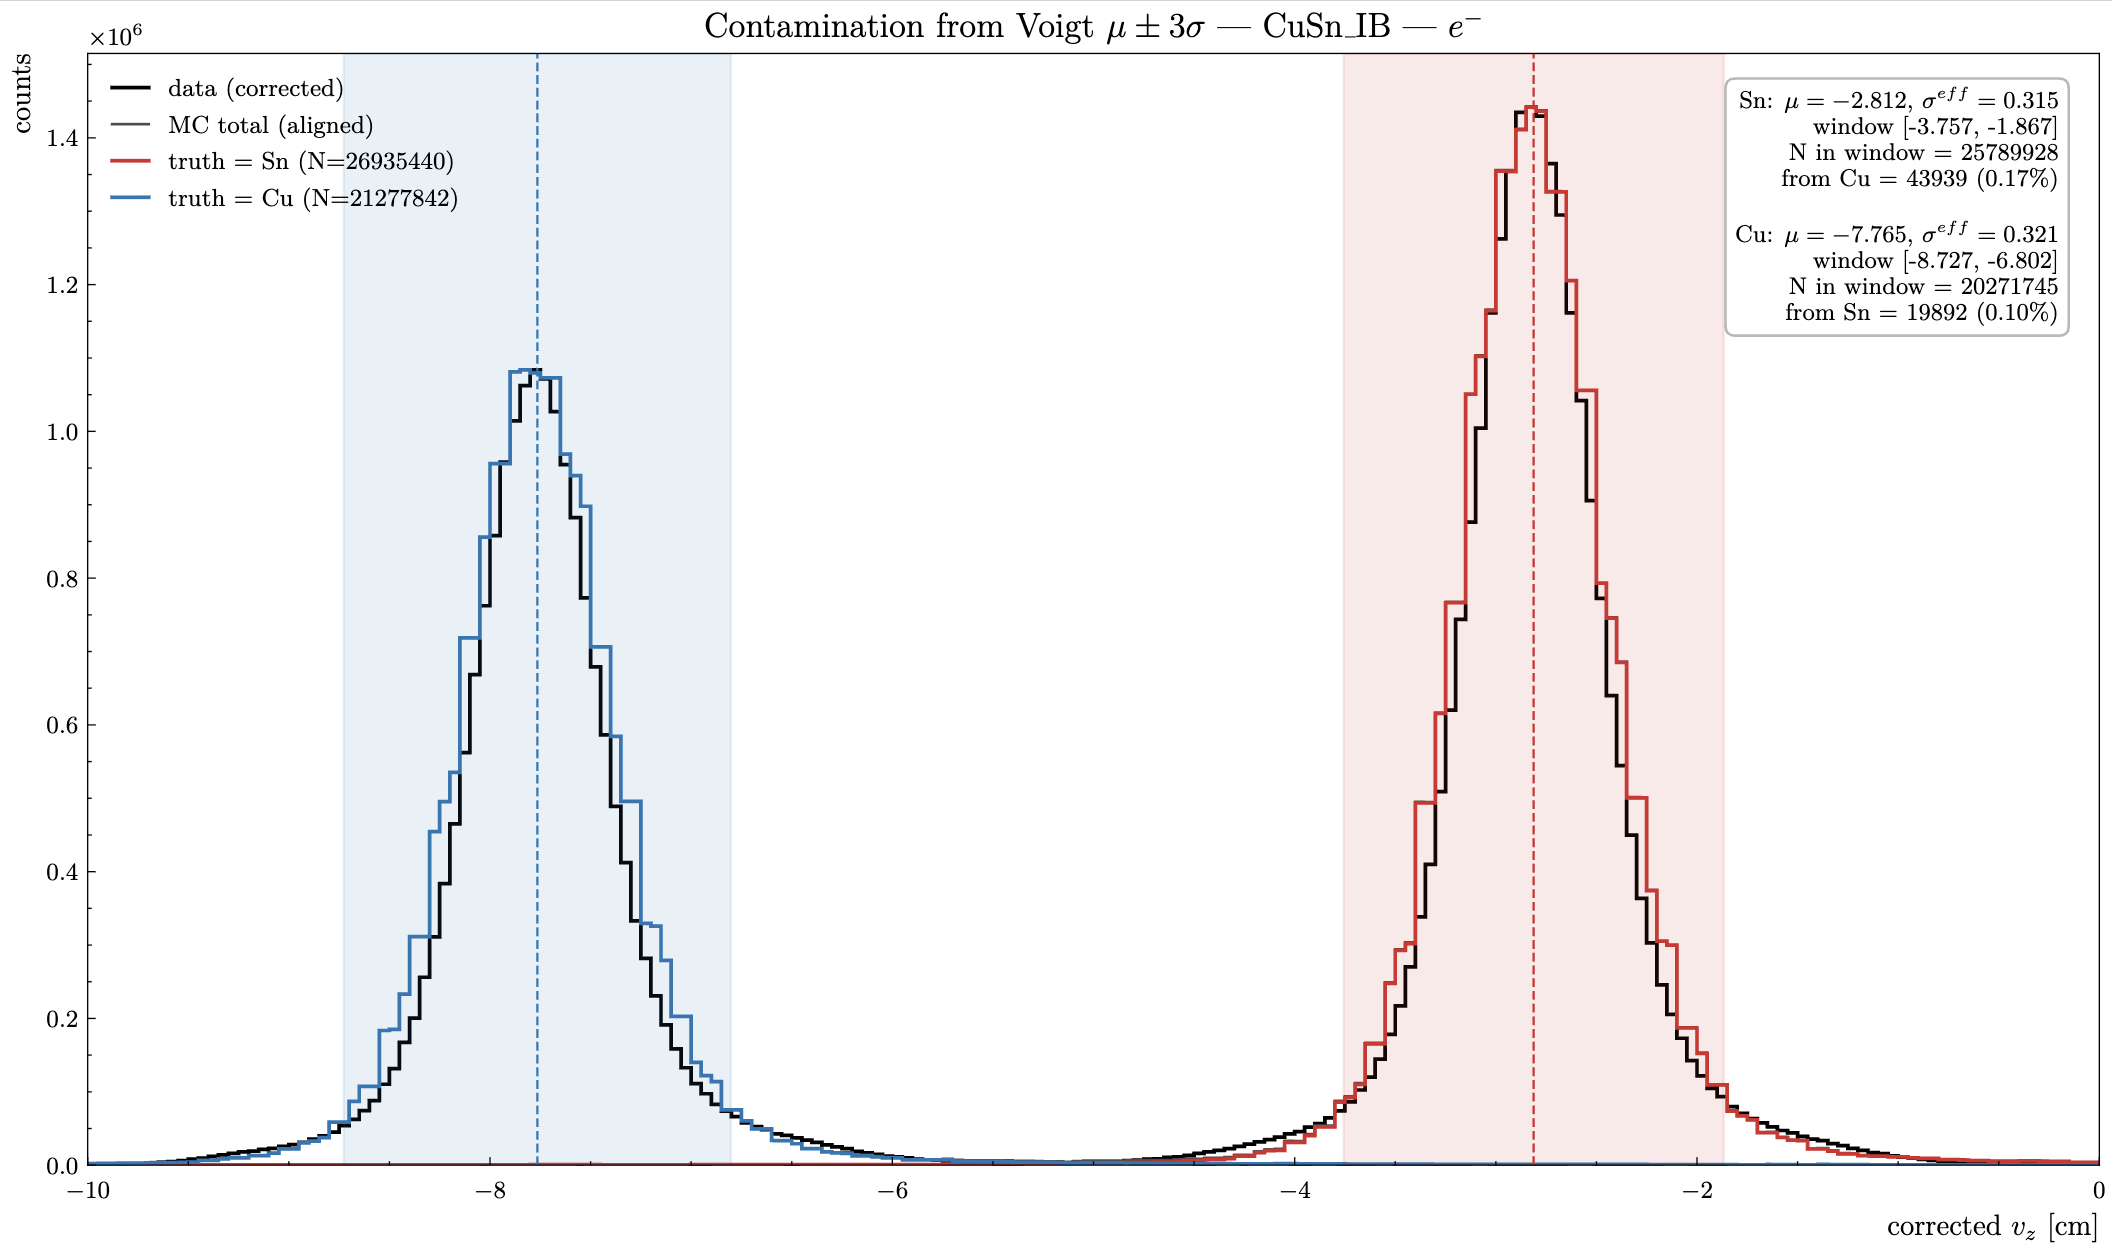 Contamination from Voigt μ ± 3σ — CuSn_IB — e⁻
×10⁶
counts
data (corrected)
MC total (aligned)
truth = Sn (N=26935440)
truth = Cu (N=21277842)
Sn: μ = −2.812, σᵉᶠᶠ = 0.315
window [-3.757, -1.867]
N in window = 25789928
from Cu = 43939 (0.17%)
Cu: μ = −7.765, σᵉᶠᶠ = 0.321
window [-8.727, -6.802]
N in window = 20271745
from Sn = 19892 (0.10%)
1.4
1.2
1.0
0.8
0.6
0.4
0.2
0.0
−10 −8 −6 −4 −2 0
corrected v_z [cm]